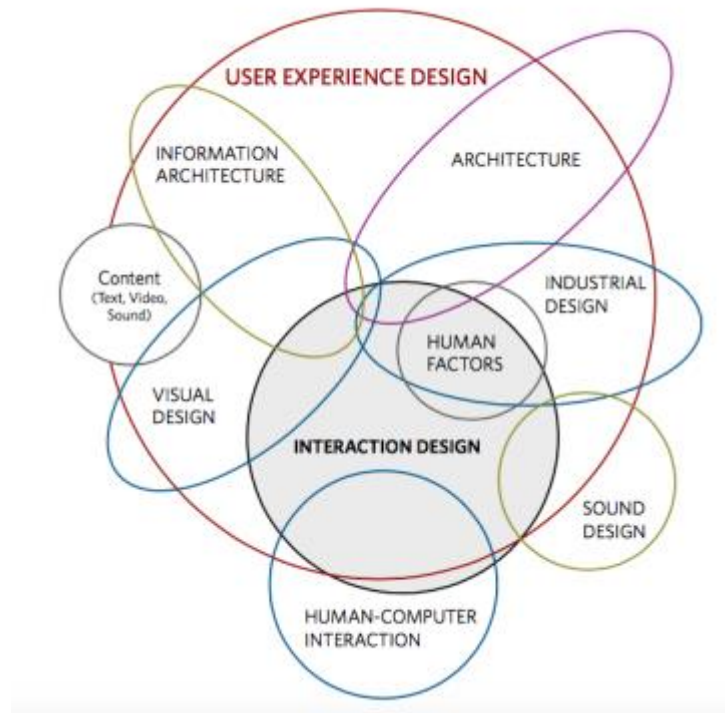 USER EXPERIENCE DESIGN
INFORMATION
ARCHITECTURE
ARCHITECTURE
Content
(Text, Video,
Sound)
INDUSTRIAL
DESIGN
HUMAN
FACTORS
VISUAL
DESIGN
INTERACTION DESIGN
SOUND
DESIGN
HUMAN-COMPUTER
INTERACTION